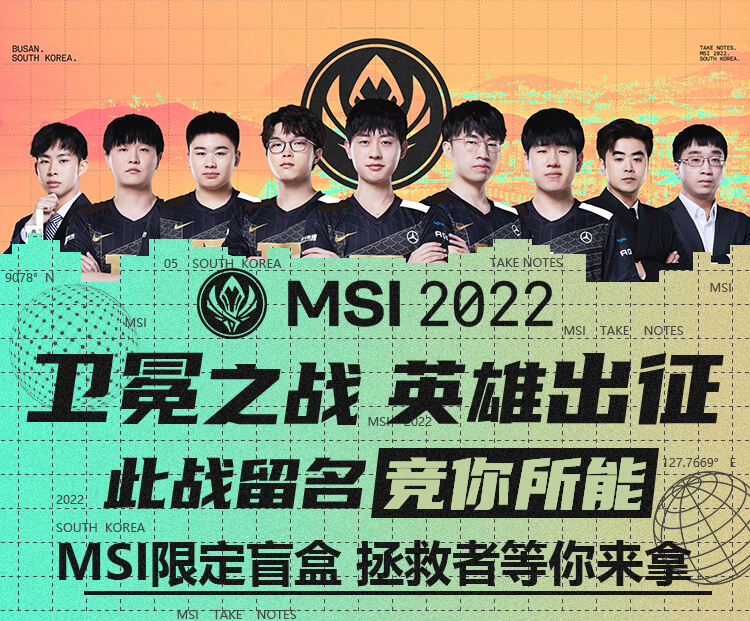 BUSAN.
SOUTH KOREA.
TAKE NOTES.
MSI 2022.
SOUTH KOREA.
05 SOUTH KOREA
TAKE NOTES
9078° N
MSI
MSI 2022
MSI
MSI TAKE NOTES
卫冕之战 英雄出征
MSI 2022
此战留名 竞你所能
127.7669° E
2022
SOUTH KOREA
MSI限定盲盒 拯救者等你来拿
MSI TAKE NOTES